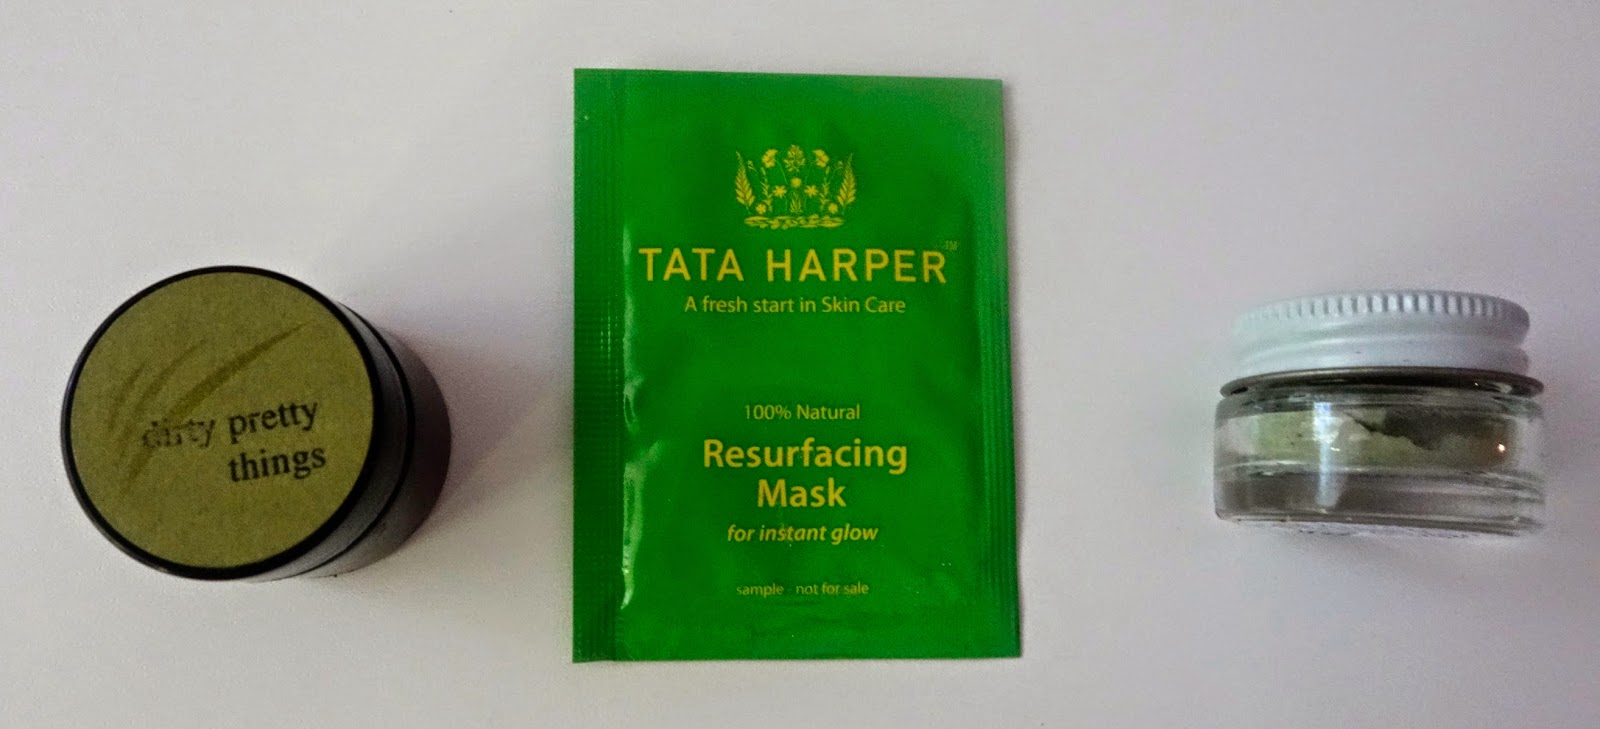 dirty pretty
things
TATA HARPER™
A fresh start in Skin Care
100% Natural
Resurfacing
Mask
for instant glow
sample - not for sale